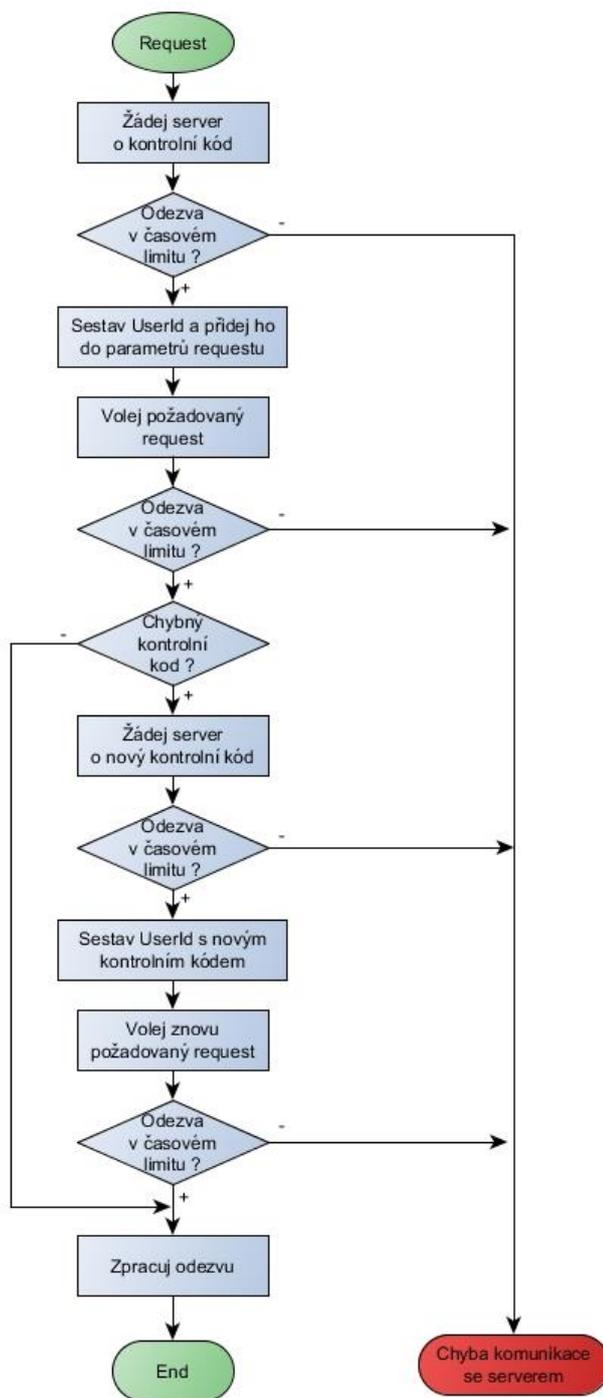 Request
Žádej server
o kontrolní kód
Odezva
v časovém
limitu ?
-
+
Sestav UserId a přidej ho
do parametrů requestu
Volej požadovaný
request
Odezva
v časovém
limitu ?
-
+
Chybný
kontrolní
kod ?
-
+
Žádej server
o nový kontrolní kód
Odezva
v časovém
limitu ?
-
+
Sestav UserId s novým
kontrolním kódem
Volej znovu
požadovaný request
Odezva
v časovém
limitu ?
-
+
Zpracuj odezvu
End
Chyba komunikace
se serverem